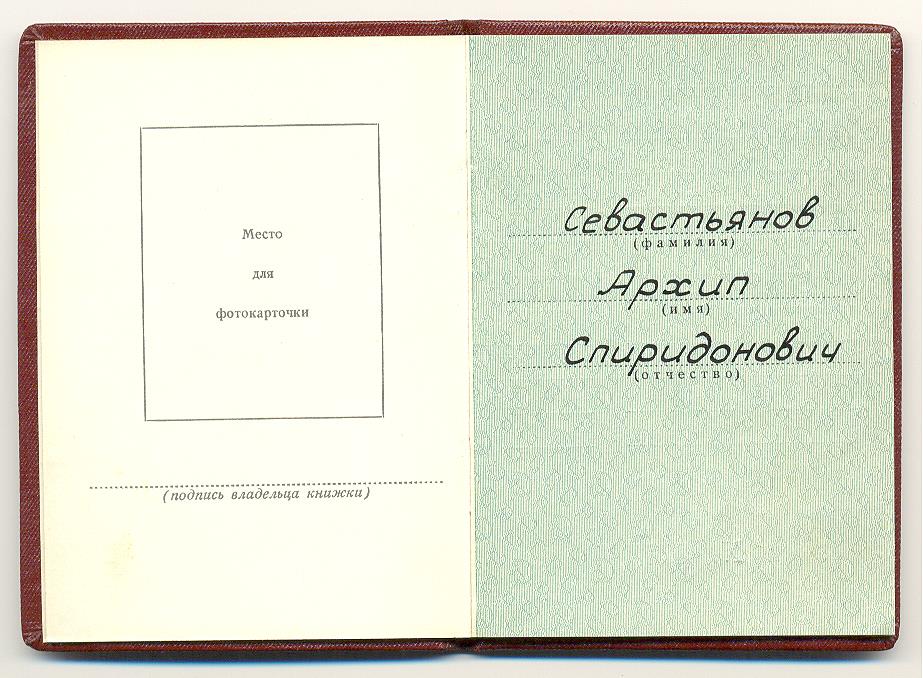 Место
для
фотокарточки
(подпись владельца книжки)
Севастьянов
(фамилия)
Архип
(имя)
Спиридонович
(отчество)